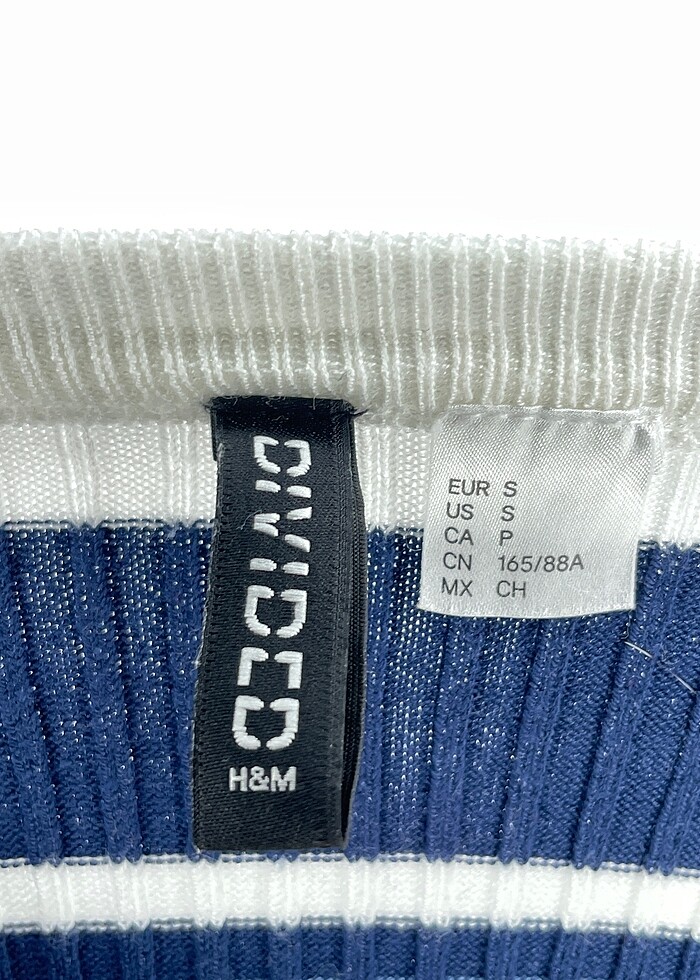 DIVIDED
H&M
EUR S
US S
CA P
CN 165/88A
MX CH